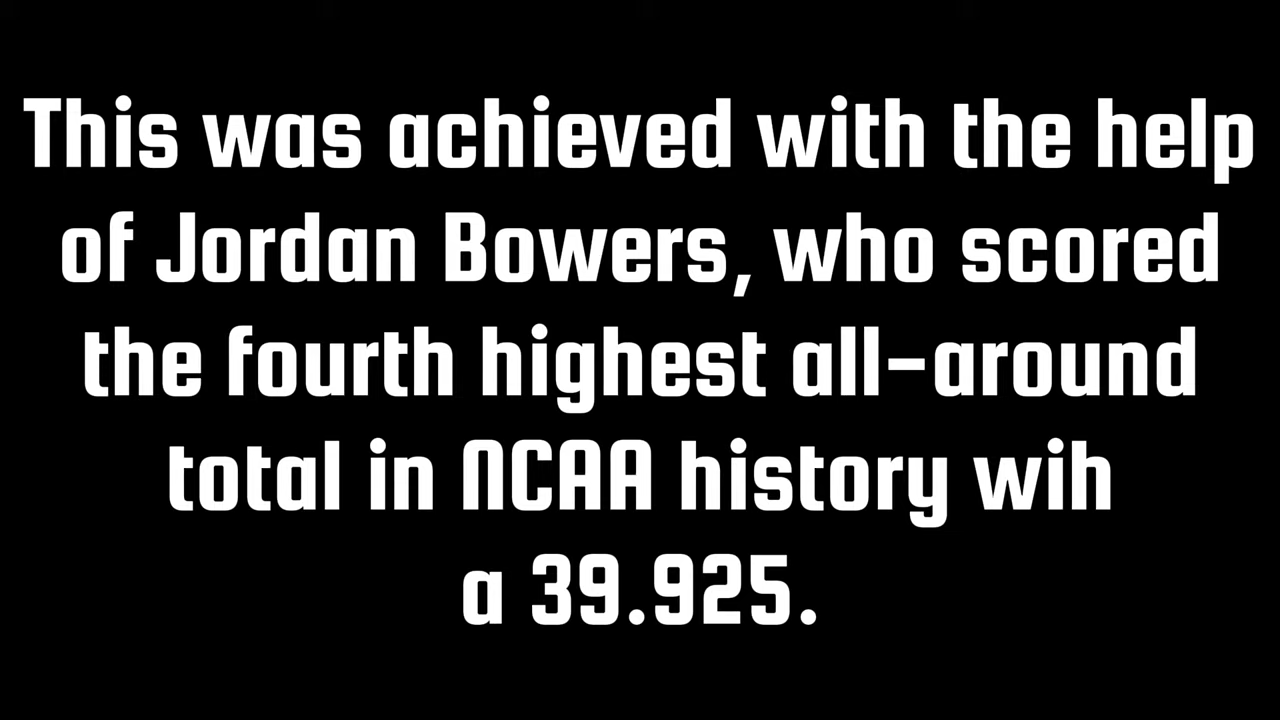 This was achieved with the help
of Jordan Bowers, who scored
the fourth highest all-around
total in NCAA history wih
a 39.925.